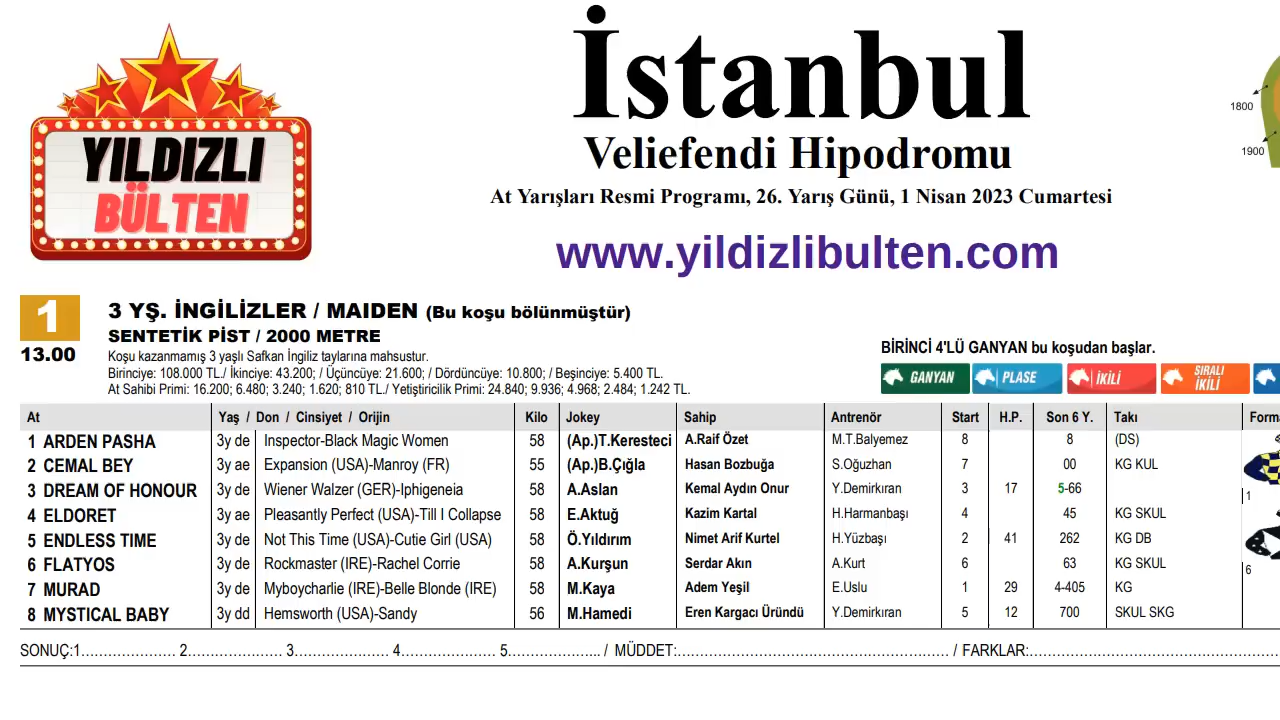 YILDIZLI
BÜLTEN
İstanbul
Veliefendi Hipodromu
At Yarışları Resmi Programı, 26. Yarış Günü, 1 Nisan 2023 Cumartesi
www.yildizlibulten.com
1800
1900
1
13.00
3 YŞ. İNGİLİZLER / MAIDEN (Bu koşu bölünmüştür)
SENTETİK PİST / 2000 METRE
Koşu kazanmamış 3 yaşlı Safkan İngiliz taylarına mahsustur.
Birinciye: 108.000 TL./ İkinciye: 43.200; / Üçüncüye: 21.600; / Dördüncüye: 10.800; / Beşinciye: 5.400 TL.
At Sahibi Primi: 16.200; 6.480; 3.240; 1.620; 810 TL./ Yetiştiricilik Primi: 24.840; 9.936; 4.968; 2.484; 1.242 TL.
BİRİNCİ 4'LÜ GANYAN bu koşudan başlar.
GANYAN PLASE İKİLİ SIRALI İKİLİ
At Yaş / Don / Cinsiyet / Orijin Kilo Jokey Sahip Antrenör Start H.P. Son 6 Y. Takı Forma
1 ARDEN PASHA 3y de Inspector-Black Magic Women 58 (Ap.)T.Keresteci A.Raif Özet M.T.Balyemez 8 8 (DS)
2 CEMAL BEY 3y ae Expansion (USA)-Manroy (FR) 55 (Ap.)B.Çığla Hasan Bozbuğa S.Oğuzhan 7 00 KG KUL
3 DREAM OF HONOUR 3y de Wiener Walzer (GER)-Iphigeneia 58 A.Aslan Kemal Aydın Onur Y.Demirkıran 3 17 5-66
1
4 ELDORET 3y ae Pleasantly Perfect (USA)-Till I Collapse 58 E.Aktuğ Kazim Kartal H.Harmanbaşı 4 45 KG SKUL
5 ENDLESS TIME 3y de Not This Time (USA)-Cutie Girl (USA) 58 Ö.Yıldırım Nimet Arif Kurtel H.Yüzbaşı 2 41 262 KG DB
6 FLATYOS 3y de Rockmaster (IRE)-Rachel Corrie 58 A.Kurşun Serdar Akın A.Kurt 6 63 KG SKUL
6
7 MURAD 3y de Myboycharlie (IRE)-Belle Blonde (IRE) 58 M.Kaya Adem Yeşil E.Uslu 1 29 4-405 KG
8 MYSTICAL BABY 3y dd Hemsworth (USA)-Sandy 56 M.Hamedi Eren Kargacı Üründü Y.Demirkıran 5 12 700 SKUL SKG
SONUÇ:1..................... 2..................... 3..................... 4..................... 5..................... / MÜDDET:............................................................ / FARKLAR:............................................................